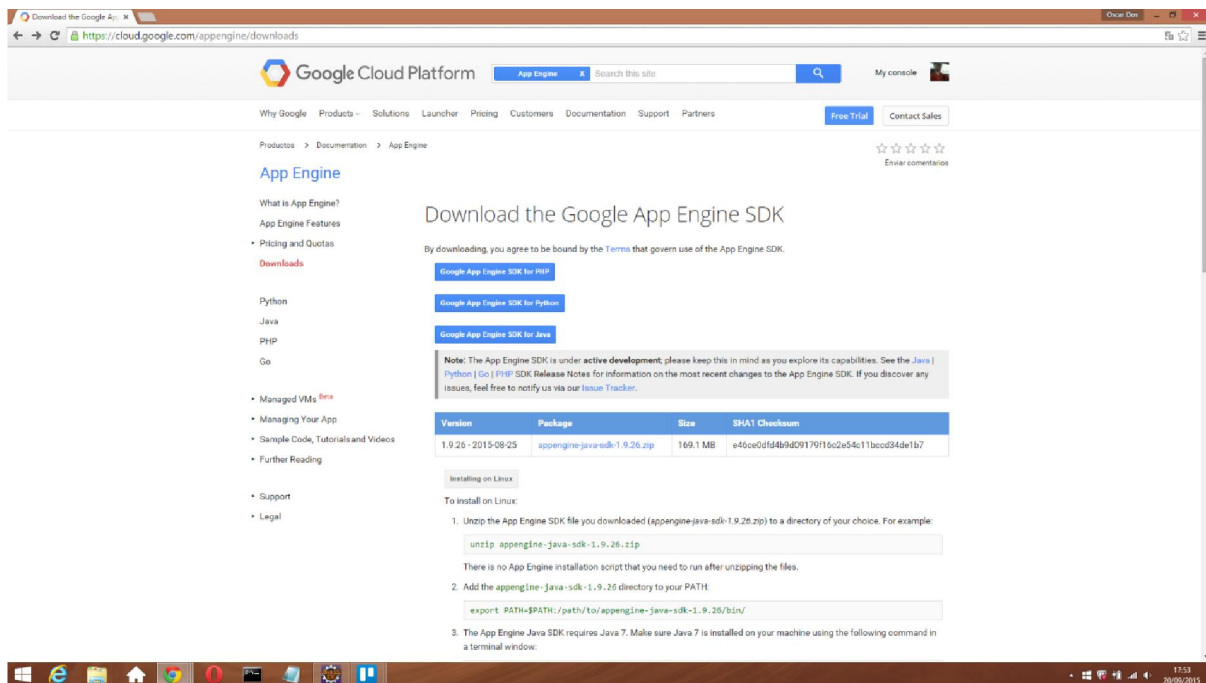 Download the Google Ap
Oscar Dov
https://cloud.google.com/appengine/downloads
Google Cloud Platform
App Engine X Search this site
My console
Why Google Products Solutions Launcher Pricing Customers Documentation Support Partners
Free Trial Contact Sales
Productos > Documentation > App Engine
Enviar comentarios
App Engine
What is App Engine?
App Engine Features
Pricing and Quotas
Downloads
Python
Java
PHP
Go
Managed VMs Beta
Managing Your App
Sample Code, Tutorials and Videos
Further Reading
Support
Legal
Download the Google App Engine SDK
By downloading, you agree to be bound by the Terms that govern use of the App Engine SDK.
Google App Engine SDK for PHP
Google App Engine SDK for Python
Google App Engine SDK for Java
Note: The App Engine SDK is under active development, please keep this in mind as you explore its capabilities. See the Java |
Python | Go | PHP SDK Release Notes for information on the most recent changes to the App Engine SDK. If you discover any
issues, feel free to notify us via our Issue Tracker.
Version Package Size SHA1 Checksum
1.9.26 - 2015-08-25 appengine-java-sdk-1.9.26.zip 169.1 MB e46ce0dfd4b9d09179f16c2e54c11bccd34de1b7
Installing on Linux
To install on Linux:
1. Unzip the App Engine SDK file you downloaded (appengine-java-sdk-1.9.26.zip) to a directory of your choice. For example:
unzip appengine-java-sdk-1.9.26.zip
There is no App Engine installation script that you need to run after unzipping the files.
2. Add the appengine-java-sdk-1.9.26 directory to your PATH:
export PATH=$PATH:/path/to/appengine-java-sdk-1.9.26/bin/
3. The App Engine Java SDK requires Java 7. Make sure Java 7 is installed on your machine using the following command in
a terminal window:
17:53
20/09/2015